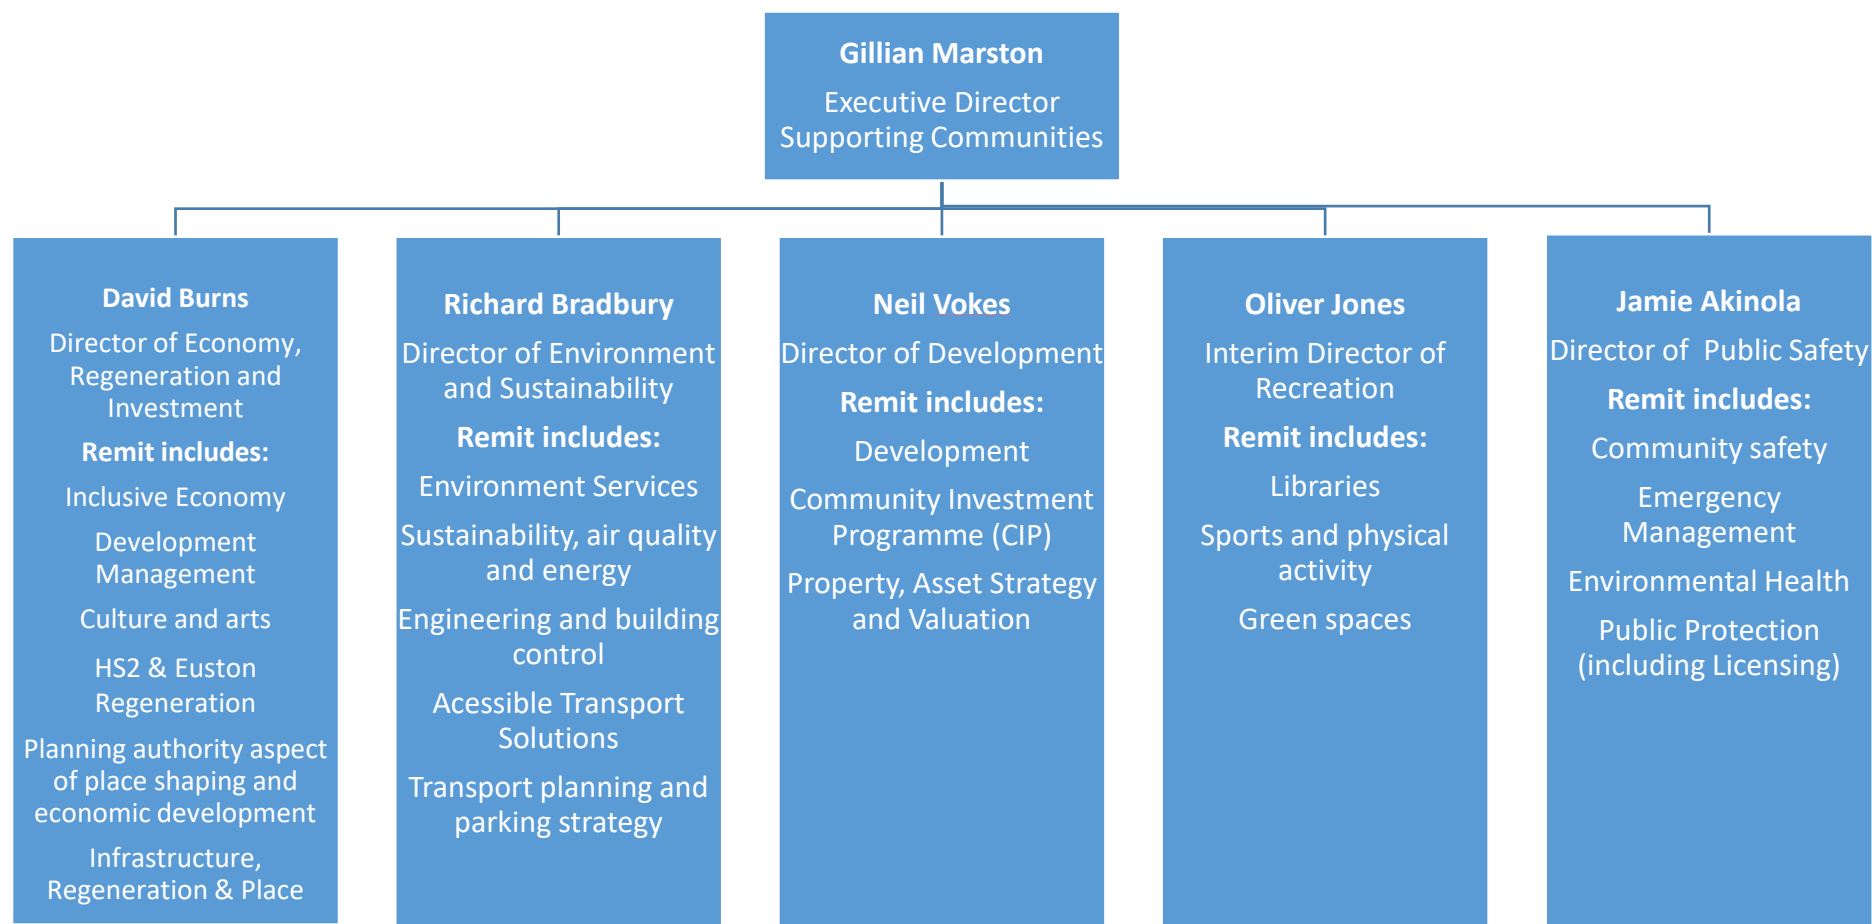 Gillian Marston
Executive Director
Supporting Communities
David Burns
Director of Economy,
Regeneration and
Investment
Remit includes:
Inclusive Economy
Development
Management
Culture and arts
HS2 & Euston
Regeneration
Planning authority aspect
of place shaping and
economic development
Infrastructure,
Regeneration & Place
Richard Bradbury
Director of Environment
and Sustainability
Remit includes:
Environment Services
Sustainability, air quality
and energy
Engineering and building
control
Acessible Transport
Solutions
Transport planning and
parking strategy
Neil Vokes
Director of Development
Remit includes:
Development
Community Investment
Programme (CIP)
Property, Asset Strategy
and Valuation
Oliver Jones
Interim Director of
Recreation
Remit includes:
Libraries
Sports and physical
activity
Green spaces
Jamie Akinola
Director of  Public Safety
Remit includes:
Community safety
Emergency
Management
Environmental Health
Public Protection
(including Licensing)